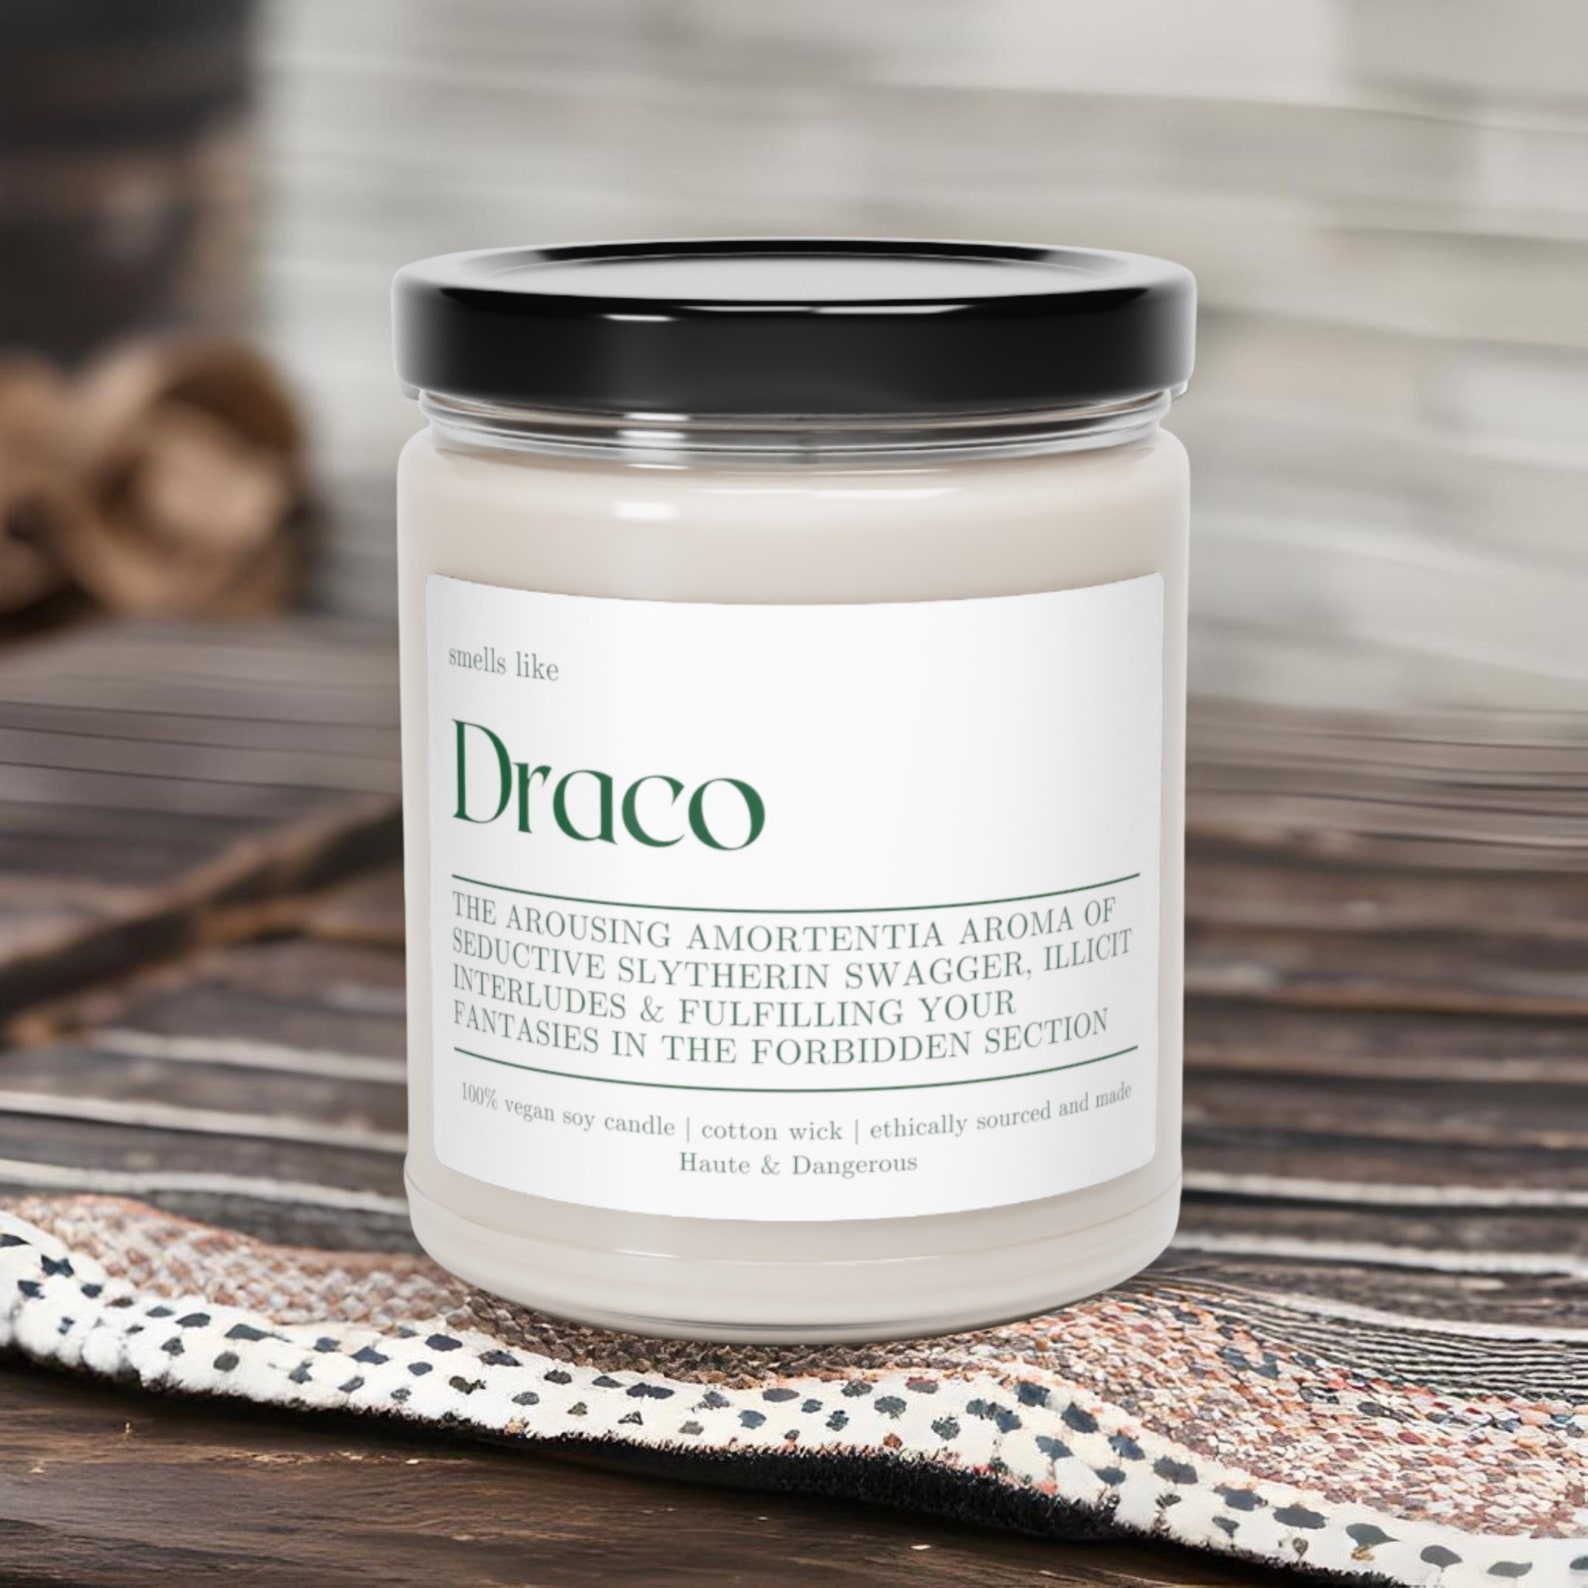 smells like
Draco
THE AROUSING AMORTENTIA AROMA OF
SEDUCTIVE SLYTHERIN SWAGGER, ILLICIT
INTERLUDES & FULFILLING YOUR
FANTASIES IN THE FORBIDDEN SECTION
100% vegan soy candle | cotton wick | ethically sourced and made
Haute & Dangerous